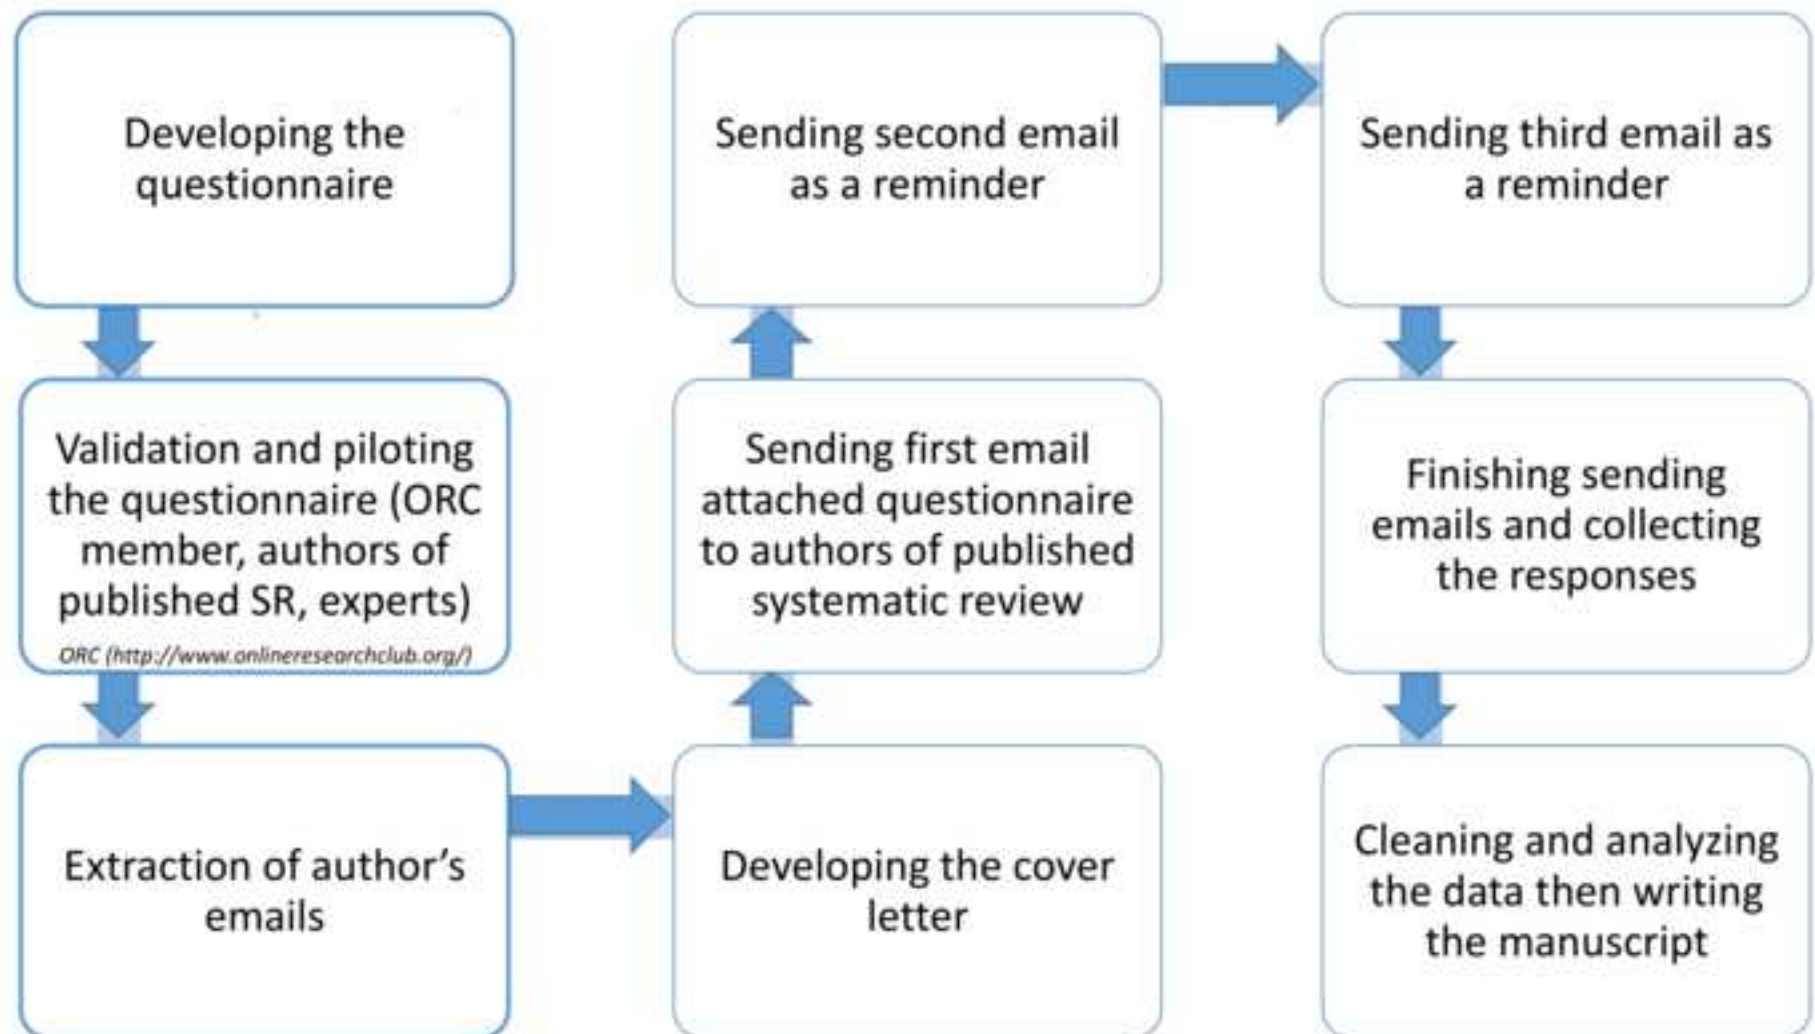 Developing the
questionnaire
Validation and piloting
the questionnaire (ORC
member, authors of
published SR, experts)
ORC (http://www.onlineresearchclub.org/)
Extraction of author’s
emails
Developing the cover
letter
Sending first email
attached questionnaire
to authors of published
systematic review
Sending second email
as a reminder
Sending third email as
a reminder
Finishing sending
emails and collecting
the responses
Cleaning and analyzing
the data then writing
the manuscript